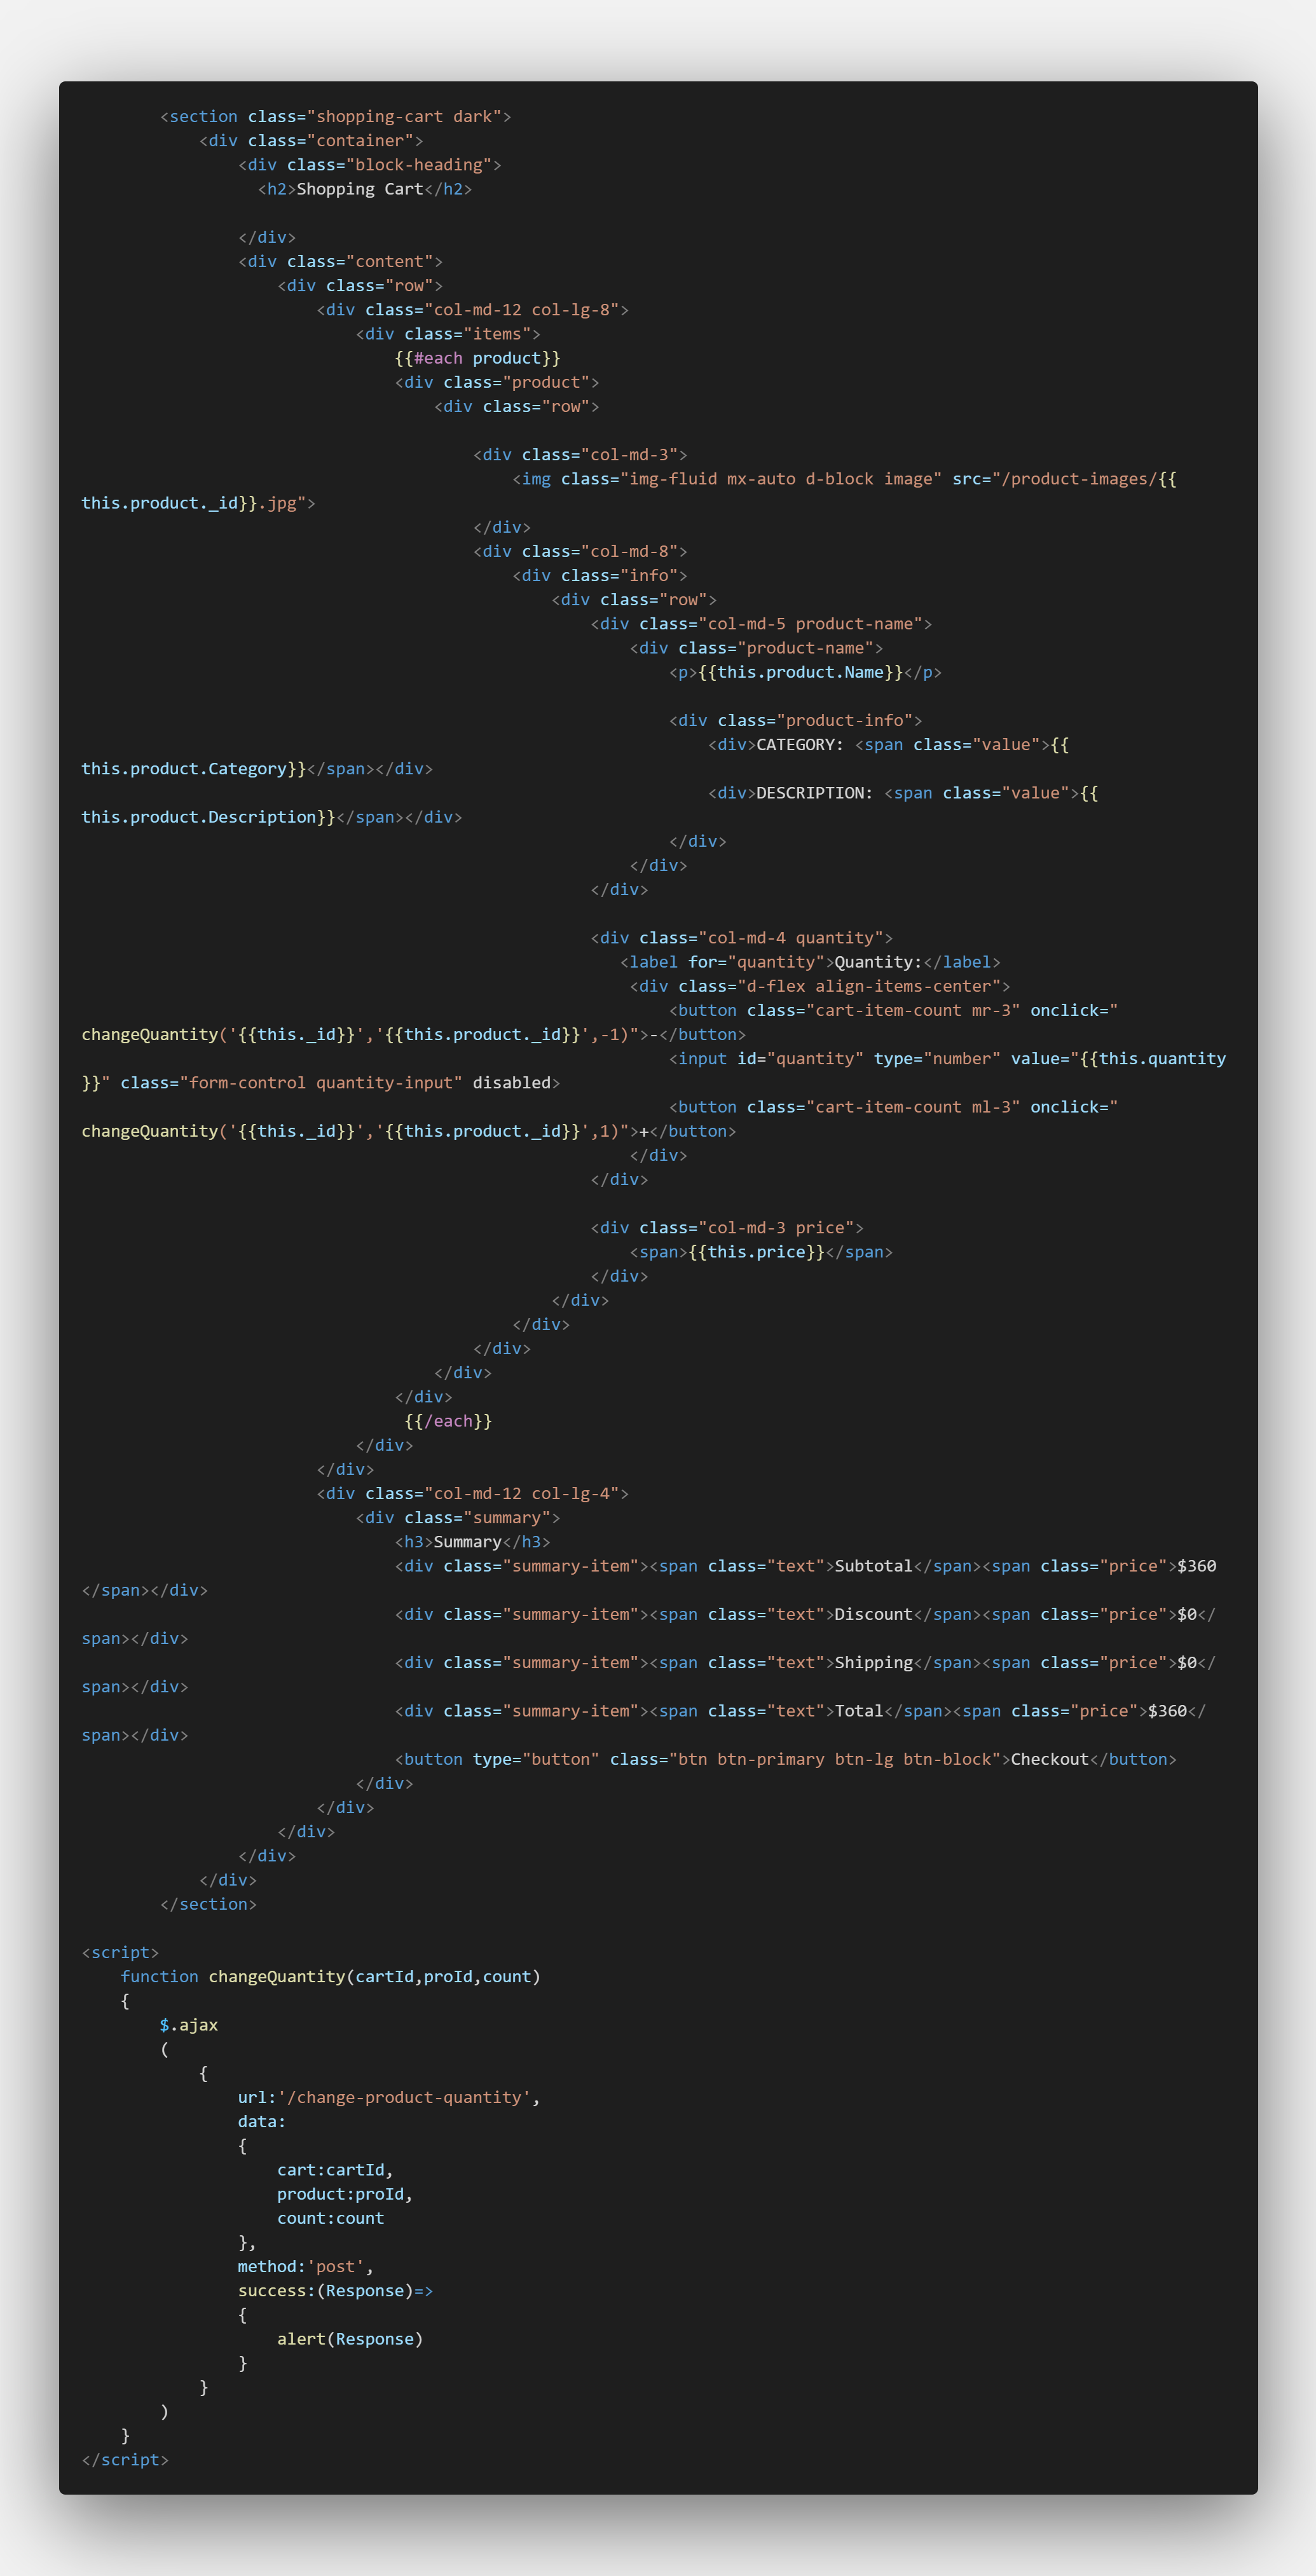 <section class="shopping-cart dark">
<div class="container">
<div class="block-heading">
<h2>Shopping Cart</h2>
</div>
<div class="content">
<div class="row">
<div class="col-md-12 col-lg-8">
<div class="items">
{{#each product}}
<div class="product">
<div class="row">
<div class="col-md-3">
<img class="img-fluid mx-auto d-block image" src="/product-images/{{
this.product._id}}.jpg">
</div>
<div class="col-md-8">
<div class="info">
<div class="row">
<div class="col-md-5 product-name">
<div class="product-name">
<p>{{this.product.Name}}</p>
<div class="product-info">
<div>CATEGORY: <span class="value">{{
this.product.Category}}</span></div>
<div>DESCRIPTION: <span class="value">{{
this.product.Description}}</span></div>
</div>
</div>
</div>
<div class="col-md-4 quantity">
<label for="quantity">Quantity:</label>
<div class="d-flex align-items-center">
<button class="cart-item-count mr-3" onclick="
changeQuantity('{{this._id}}','{{this.product._id}}',-1)">-</button>
<input id="quantity" type="number" value="{{this.quantity
}}" class="form-control quantity-input" disabled>
<button class="cart-item-count ml-3" onclick="
changeQuantity('{{this._id}}','{{this.product._id}}',1)">+</button>
</div>
</div>
<div class="col-md-3 price">
<span>{{this.price}}</span>
</div>
</div>
</div>
</div>
</div>
</div>
{{/each}}
</div>
</div>
<div class="col-md-12 col-lg-4">
<div class="summary">
<h3>Summary</h3>
<div class="summary-item"><span class="text">Subtotal</span><span class="price">$360
</span></div>
<div class="summary-item"><span class="text">Discount</span><span class="price">$0</
span></div>
<div class="summary-item"><span class="text">Shipping</span><span class="price">$0</
span></div>
<div class="summary-item"><span class="text">Total</span><span class="price">$360</
span></div>
<button type="button" class="btn btn-primary btn-lg btn-block">Checkout</button>
</div>
</div>
</div>
</div>
</div>
</section>
<script>
function changeQuantity(cartId,proId,count)
{
$.ajax
(
{
url:'/change-product-quantity',
data:
{
cart:cartId,
product:proId,
count:count
},
method:'post',
success:(Response)=>
{
alert(Response)
}
}
)
}
</script>